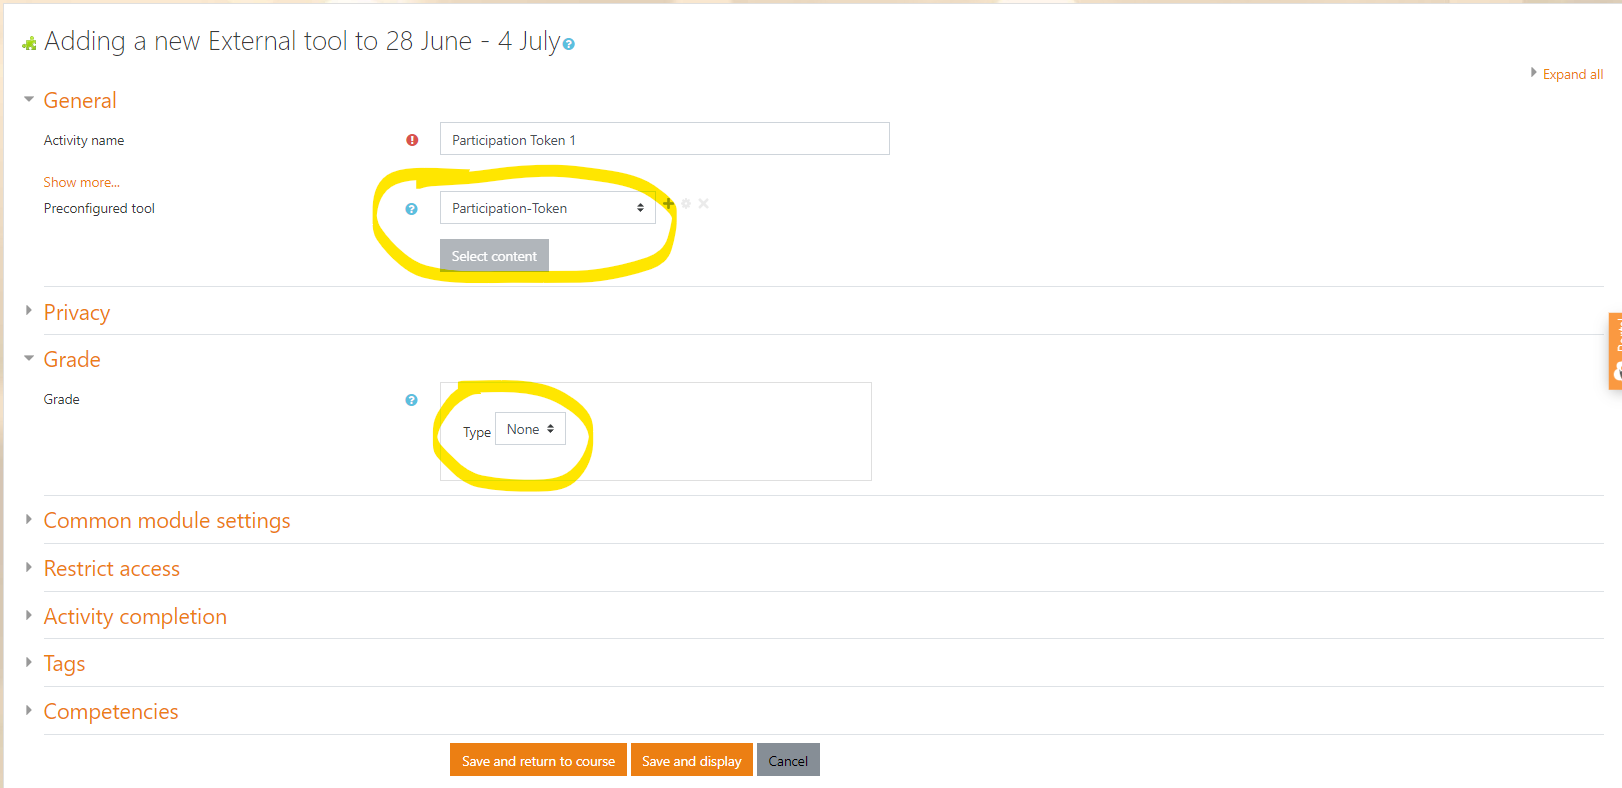 Adding a new External tool to 28 June - 4 July
Expand all
General
Activity name
Participation Token 1
Show more...
Preconfigured tool
Participation-Token
Select content
Privacy
Grade
Grade
Type None
Common module settings
Restrict access
Activity completion
Tags
Competencies
Save and return to course Save and display Cancel